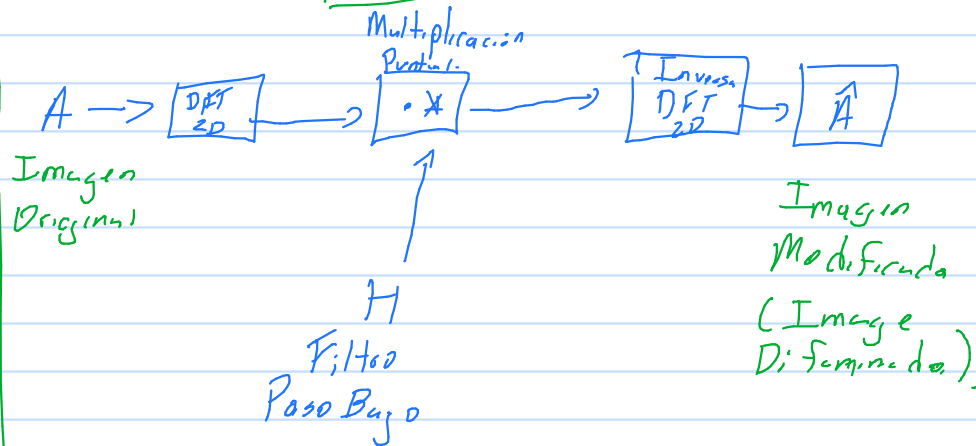 Multiplicación
Puntual.
A → DFT 2D → .* → Inversa DFT 2D → Â
Imagen
Original
H
Filtro
Paso Bajo
Imagen
Modificada
(Image
Difuminada)